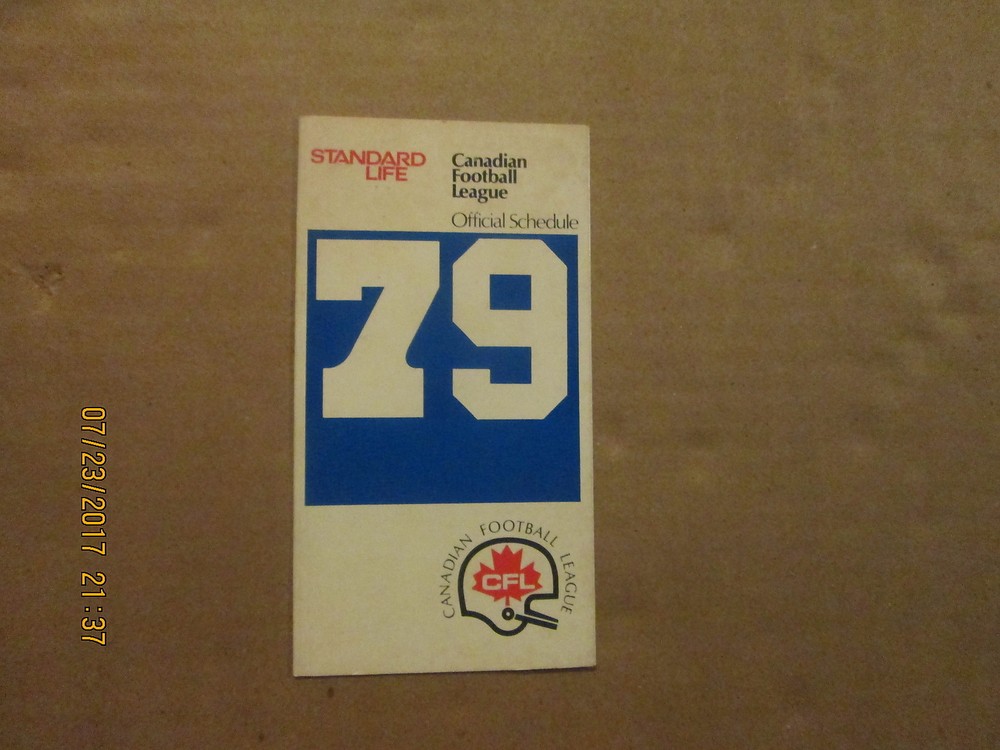 STANDARD
LIFE
Canadian
Football
League
Official Schedule
79
CANADIAN FOOTBALL LEAGUE
CFL
07/23/2017 21:37